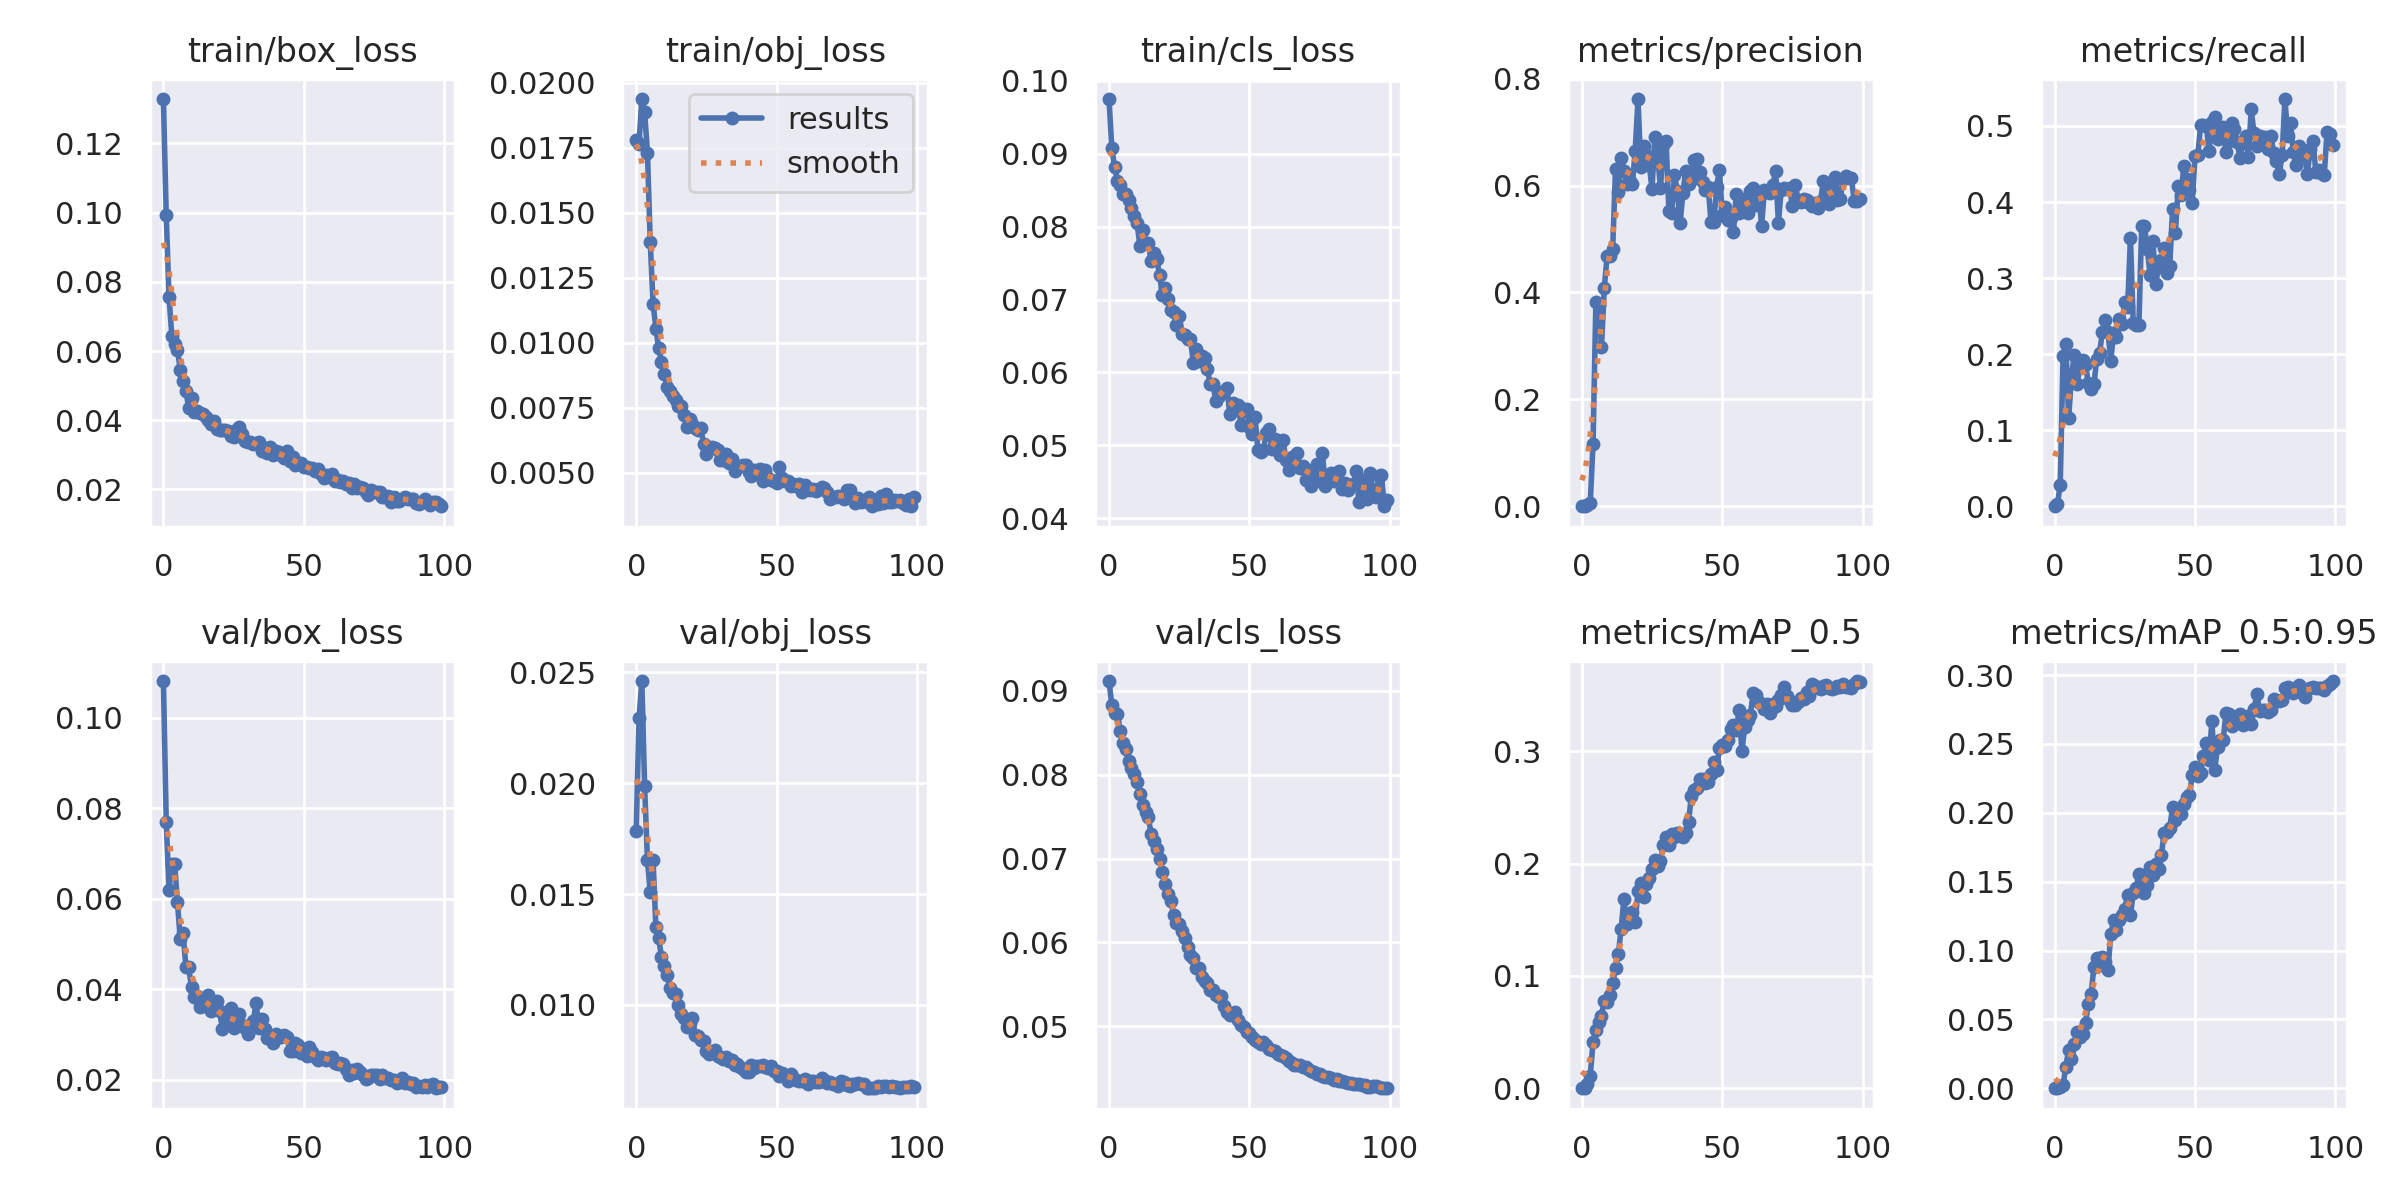 train/box_loss
0.12
0.10
0.08
0.06
0.04
0.02
0 50 100
train/obj_loss
results
smooth
0.0200
0.0175
0.0150
0.0125
0.0100
0.0075
0.0050
0 50 100
train/cls_loss
0.10
0.09
0.08
0.07
0.06
0.05
0.04
0 50 100
metrics/precision
0.8
0.6
0.4
0.2
0.0
0 50 100
metrics/recall
0.5
0.4
0.3
0.2
0.1
0.0
0 50 100
val/box_loss
0.10
0.08
0.06
0.04
0.02
0 50 100
val/obj_loss
0.025
0.020
0.015
0.010
0 50 100
val/cls_loss
0.09
0.08
0.07
0.06
0.05
0 50 100
metrics/mAP_0.5
0.3
0.2
0.1
0.0
0 50 100
metrics/mAP_0.5:0.95
0.30
0.25
0.20
0.15
0.10
0.05
0.00
0 50 100